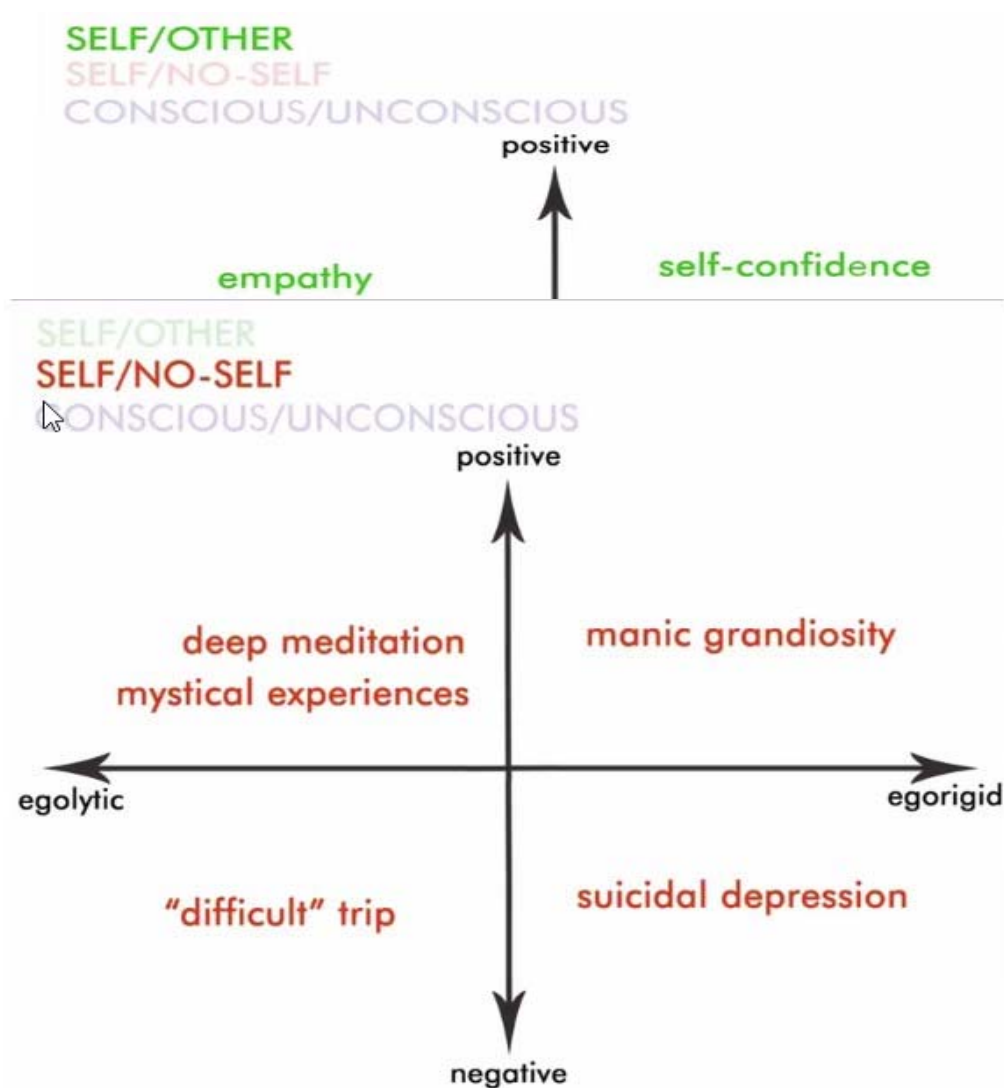 SELF/OTHER
SELF/NO-SELF
CONSCIOUS/UNCONSCIOUS
positive
empathy
self-confidence
SELF/OTHER
SELF/NO-SELF
CONSCIOUS/UNCONSCIOUS
positive
deep meditation
mystical experiences
manic grandiosity
egolytic
egorigid
"difficult" trip
suicidal depression
negative